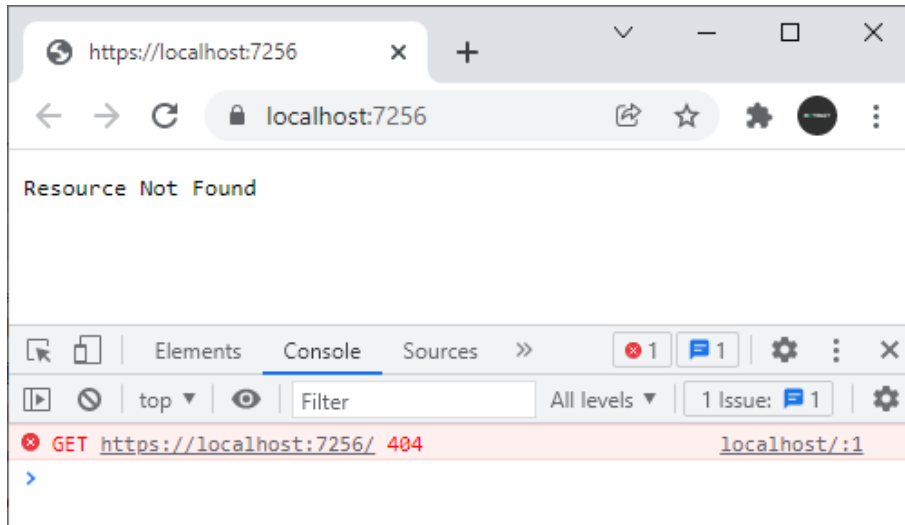 https://localhost:7256
localhost:7256
Resource Not Found
Elements Console Sources 1 1
top Filter All levels 1 Issue: 1
GET https://localhost:7256/ 404 localhost/:1